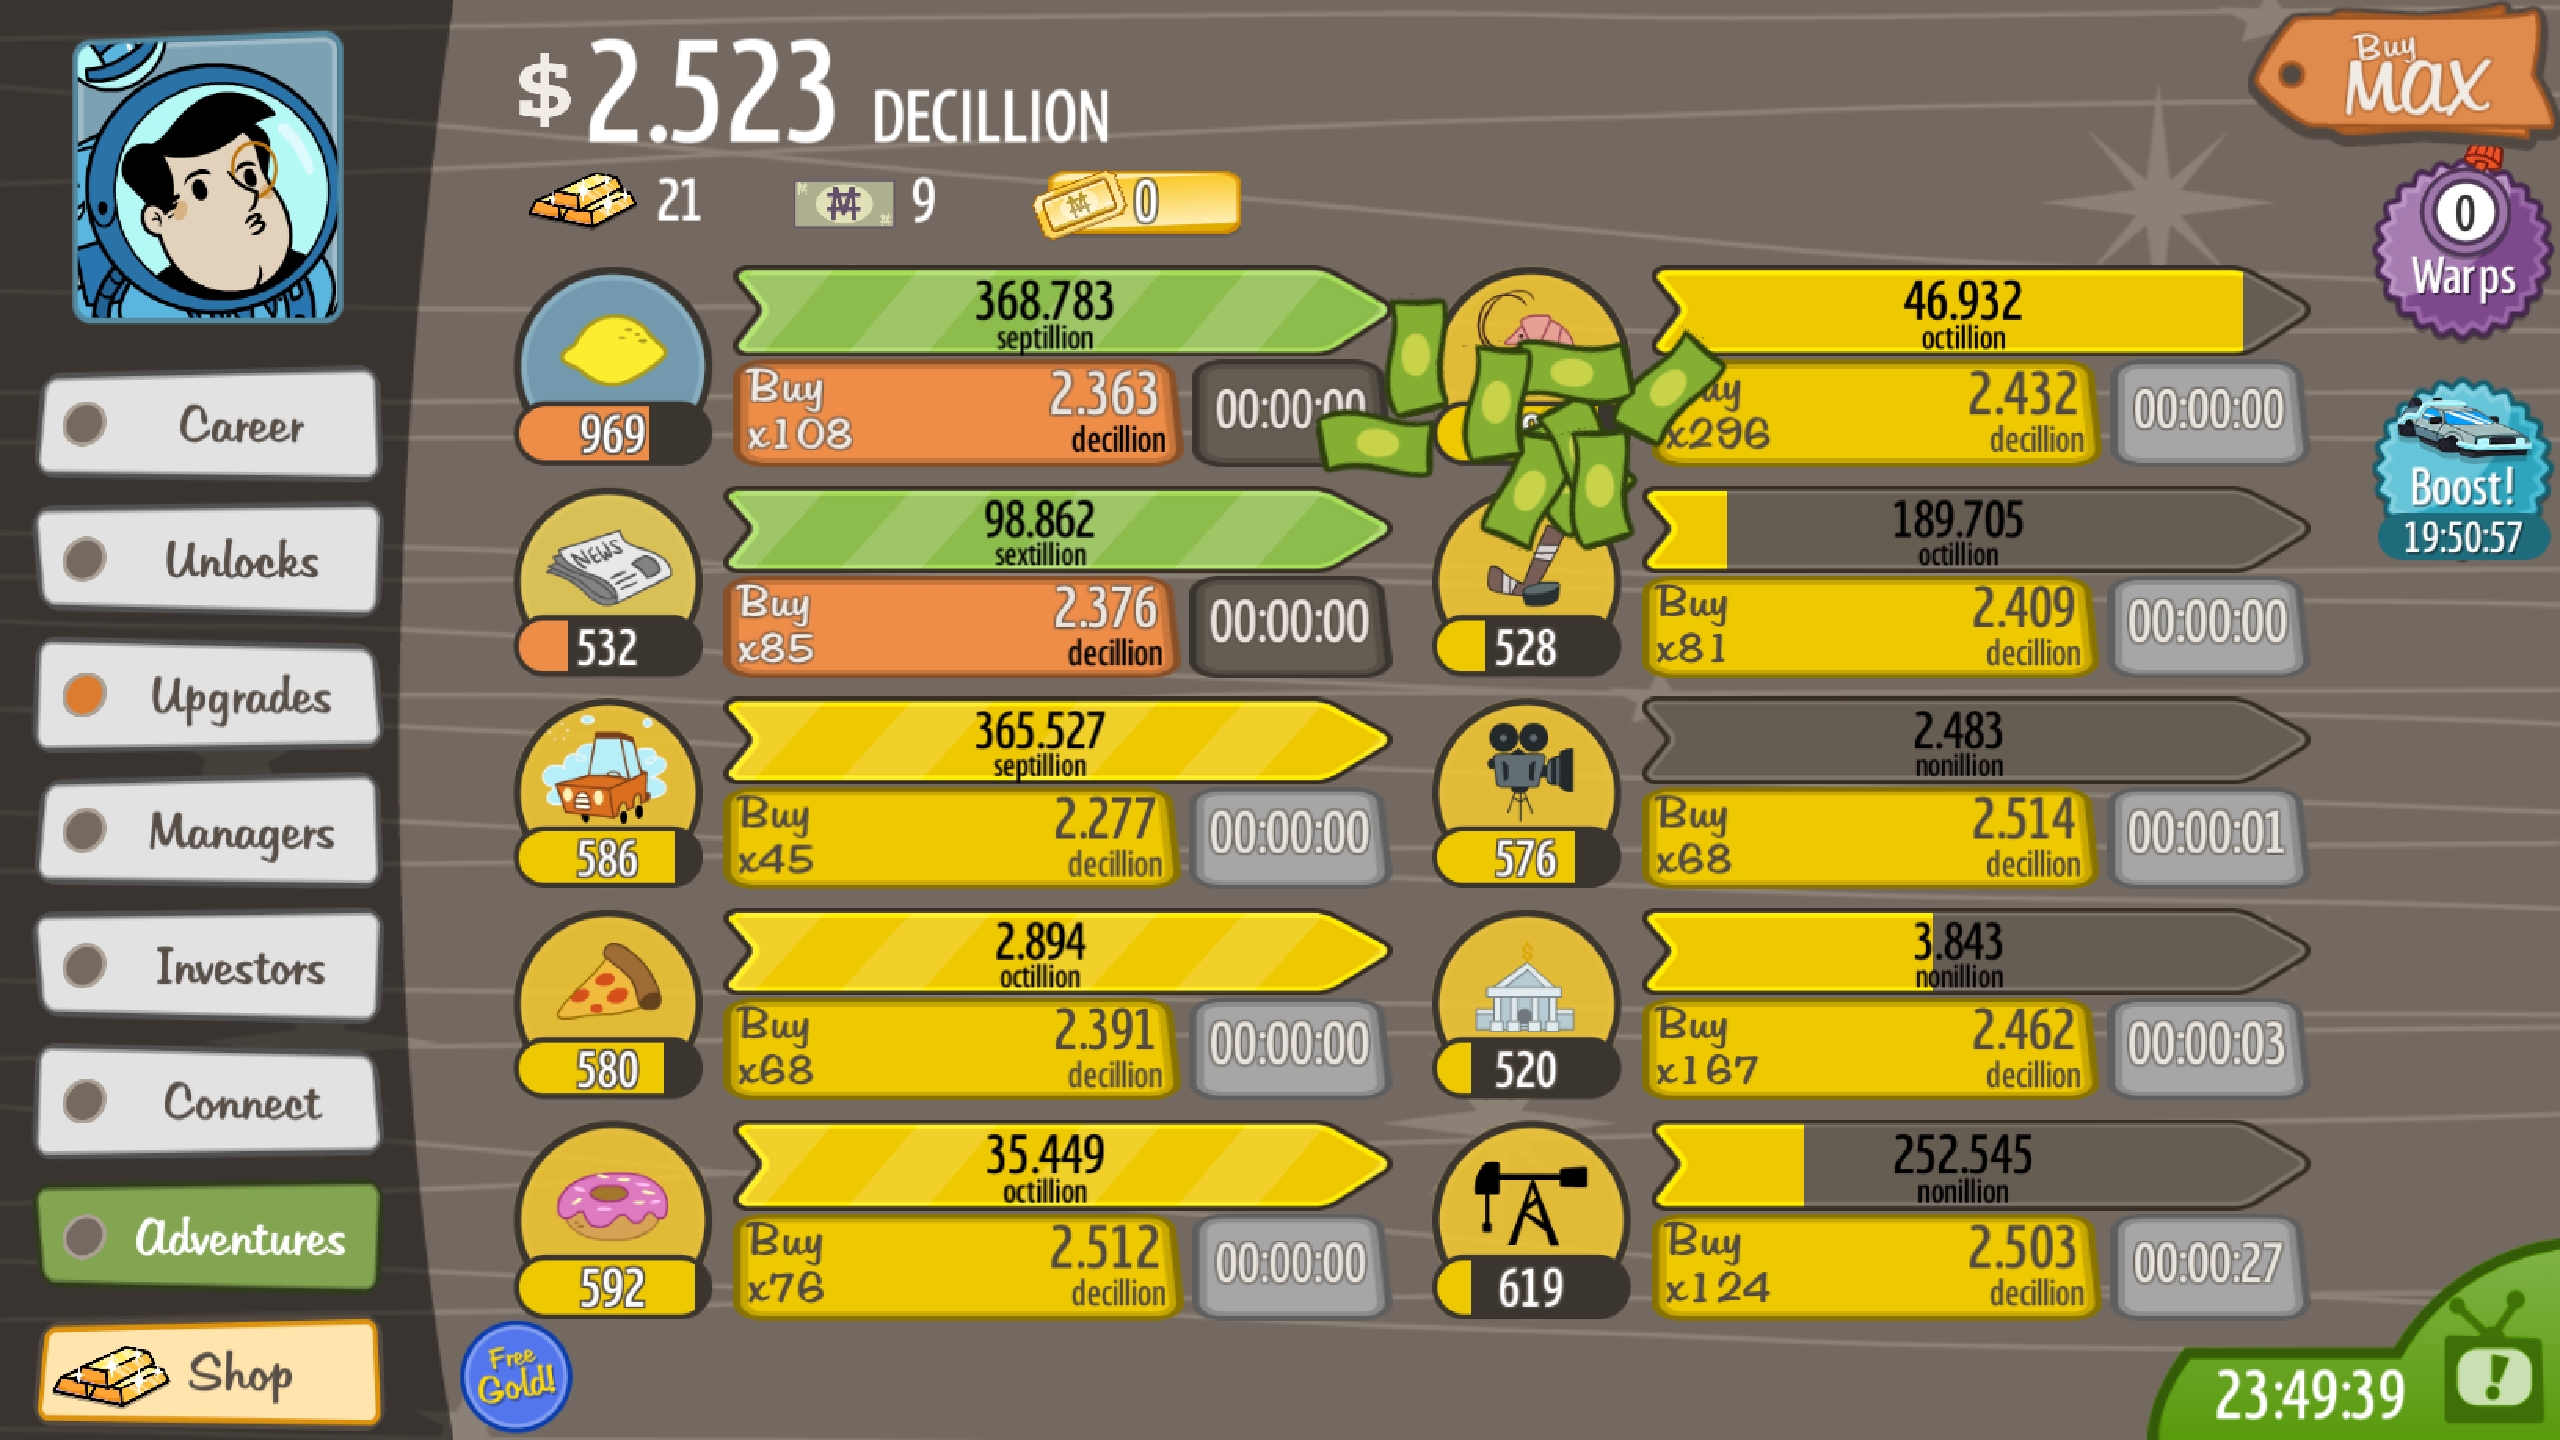 $2.523 DECILLION
Buy
MAX
21
9
0
0
Warps
Boost!
19:50:57
Career
Unlocks
Upgrades
Managers
Investors
Connect
Adventures
Shop
368.783
septillion
969
Buy
x108
2.363
decillion
00:00:00
NEWS
98.862
sextillion
532
Buy
x85
2.376
decillion
00:00:00
365.527
septillion
586
Buy
x45
2.277
decillion
00:00:00
2.894
octillion
580
Buy
x68
2.391
decillion
00:00:00
35.449
octillion
592
Buy
x76
2.512
decillion
00:00:00
46.932
octillion
x296
2.432
decillion
00:00:00
189.705
octillion
528
Buy
x81
2.409
decillion
00:00:00
2.483
nonillion
576
Buy
x68
2.514
decillion
00:00:01
3.843
nonillion
520
Buy
x167
2.462
decillion
00:00:03
252.545
nonillion
619
Buy
x124
2.503
decillion
00:00:27
Free
Gold!
23:49:39
!